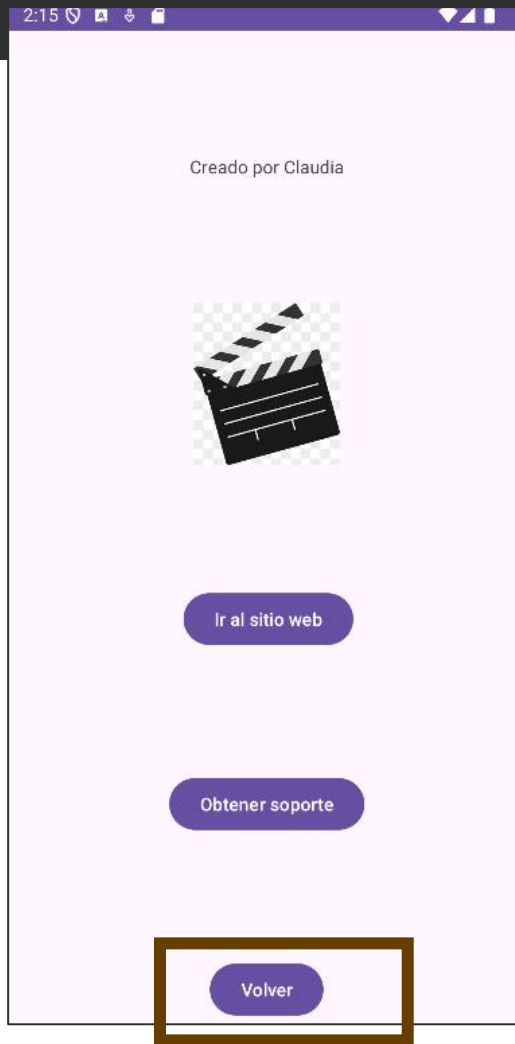 2:15
Creado por Claudia
Ir al sitio web
Obtener soporte
Volver